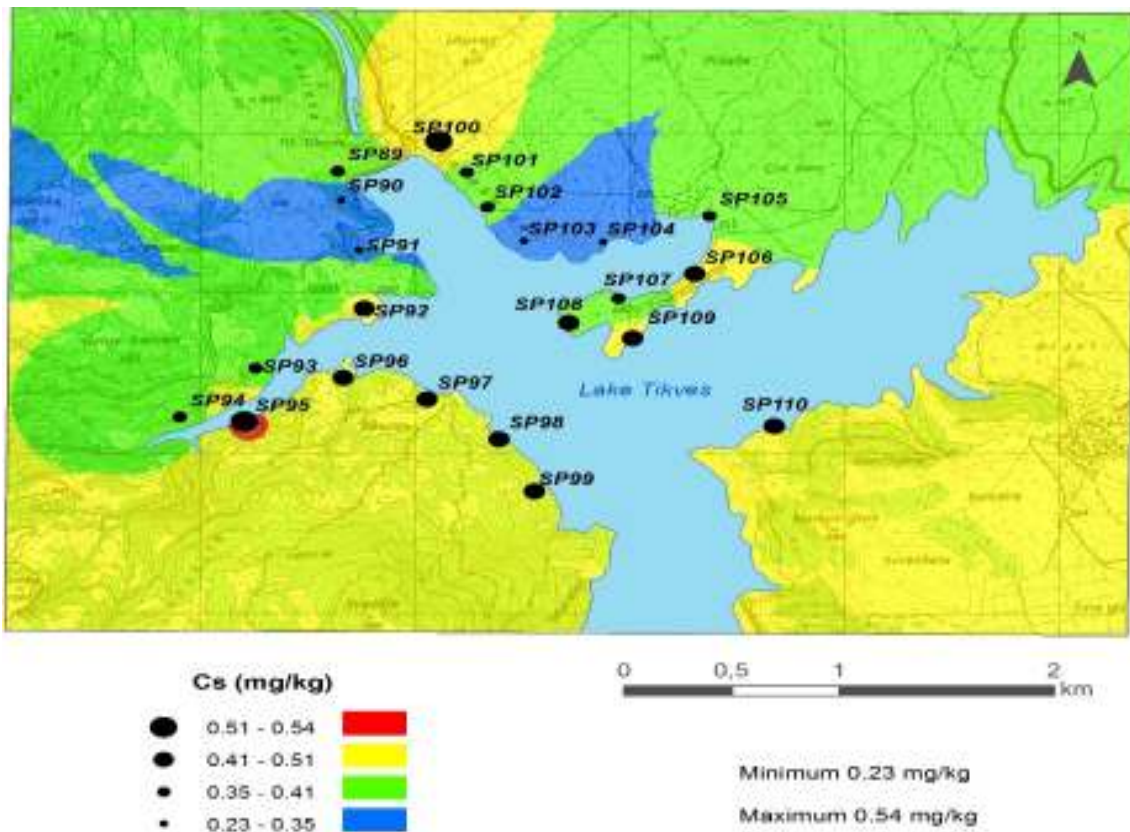 N
SP100
SP89
SP101
SP90
SP102
SP105
SP103
SP104
SP91
SP106
SP107
SP92
SP108
SP109
SP93
SP96
SP97
Lake Tikves
SP94
SP95
SP98
SP110
SP99
Cs (mg/kg)
0.51 - 0.54
0.41 - 0.51
0.35 - 0.41
0.23 - 0.35
0
0,5
1
2
km
Minimum 0.23 mg/kg
Maximum 0.54 mg/kg